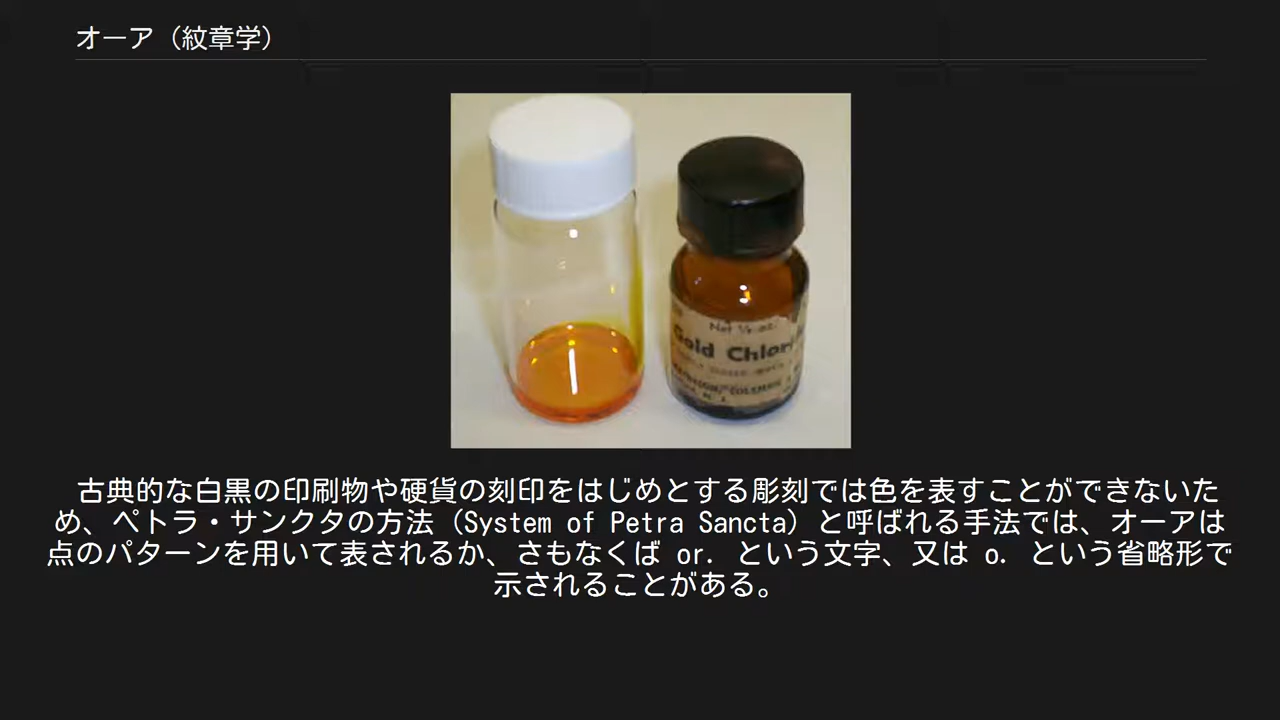 オーア（紋章学）
Net ⅛ oz.
Gold Chlori
古典的な白黒の印刷物や硬貨の刻印をはじめとする彫刻では色を表すことができないた
め、ペトラ・サンクタの方法（System of Petra Sancta）と呼ばれる手法では、オーアは
点のパターンを用いて表されるか、さもなくば or. という文字、又は o. という省略形で
示されることがある。